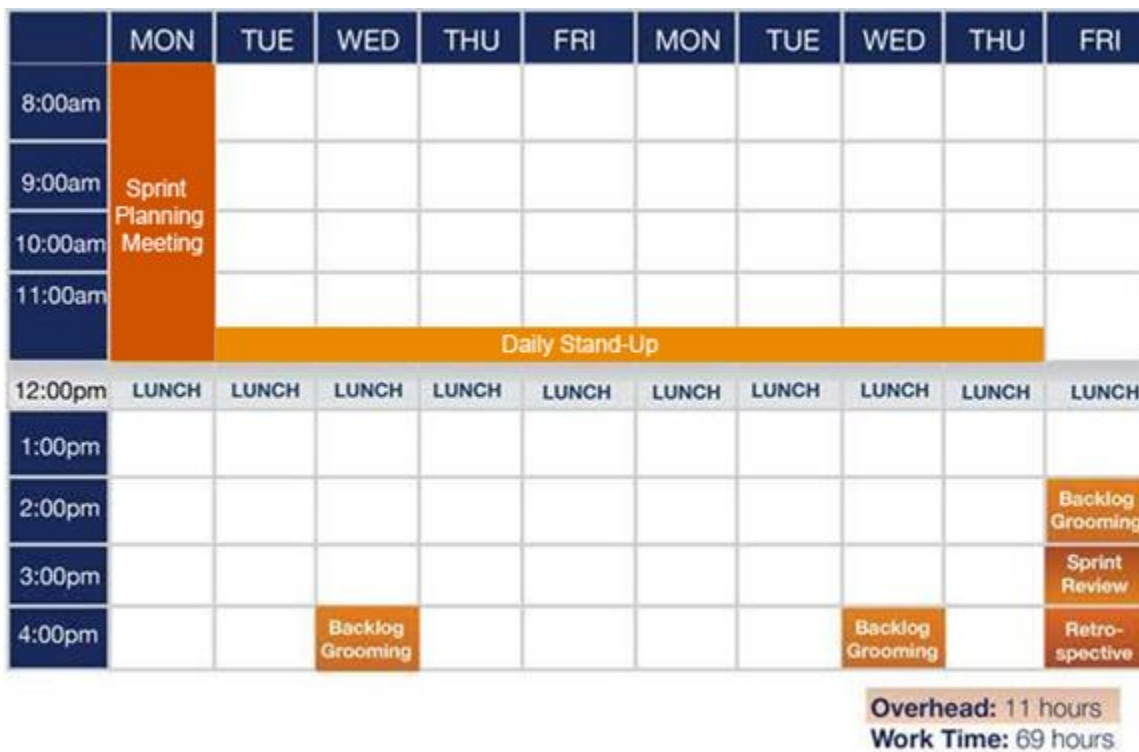 MON TUE WED THU FRI MON TUE WED THU FRI
8:00am
9:00am
Sprint
Planning
10:00am Meeting
11:00am
Daily Stand-Up
12:00pm LUNCH LUNCH LUNCH LUNCH LUNCH LUNCH LUNCH LUNCH LUNCH LUNCH
1:00pm
2:00pm
Backlog
Grooming
3:00pm
Sprint
Review
4:00pm
Backlog
Grooming
Backlog
Grooming
Retro-
spective
Overhead: 11 hours
Work Time: 69 hours